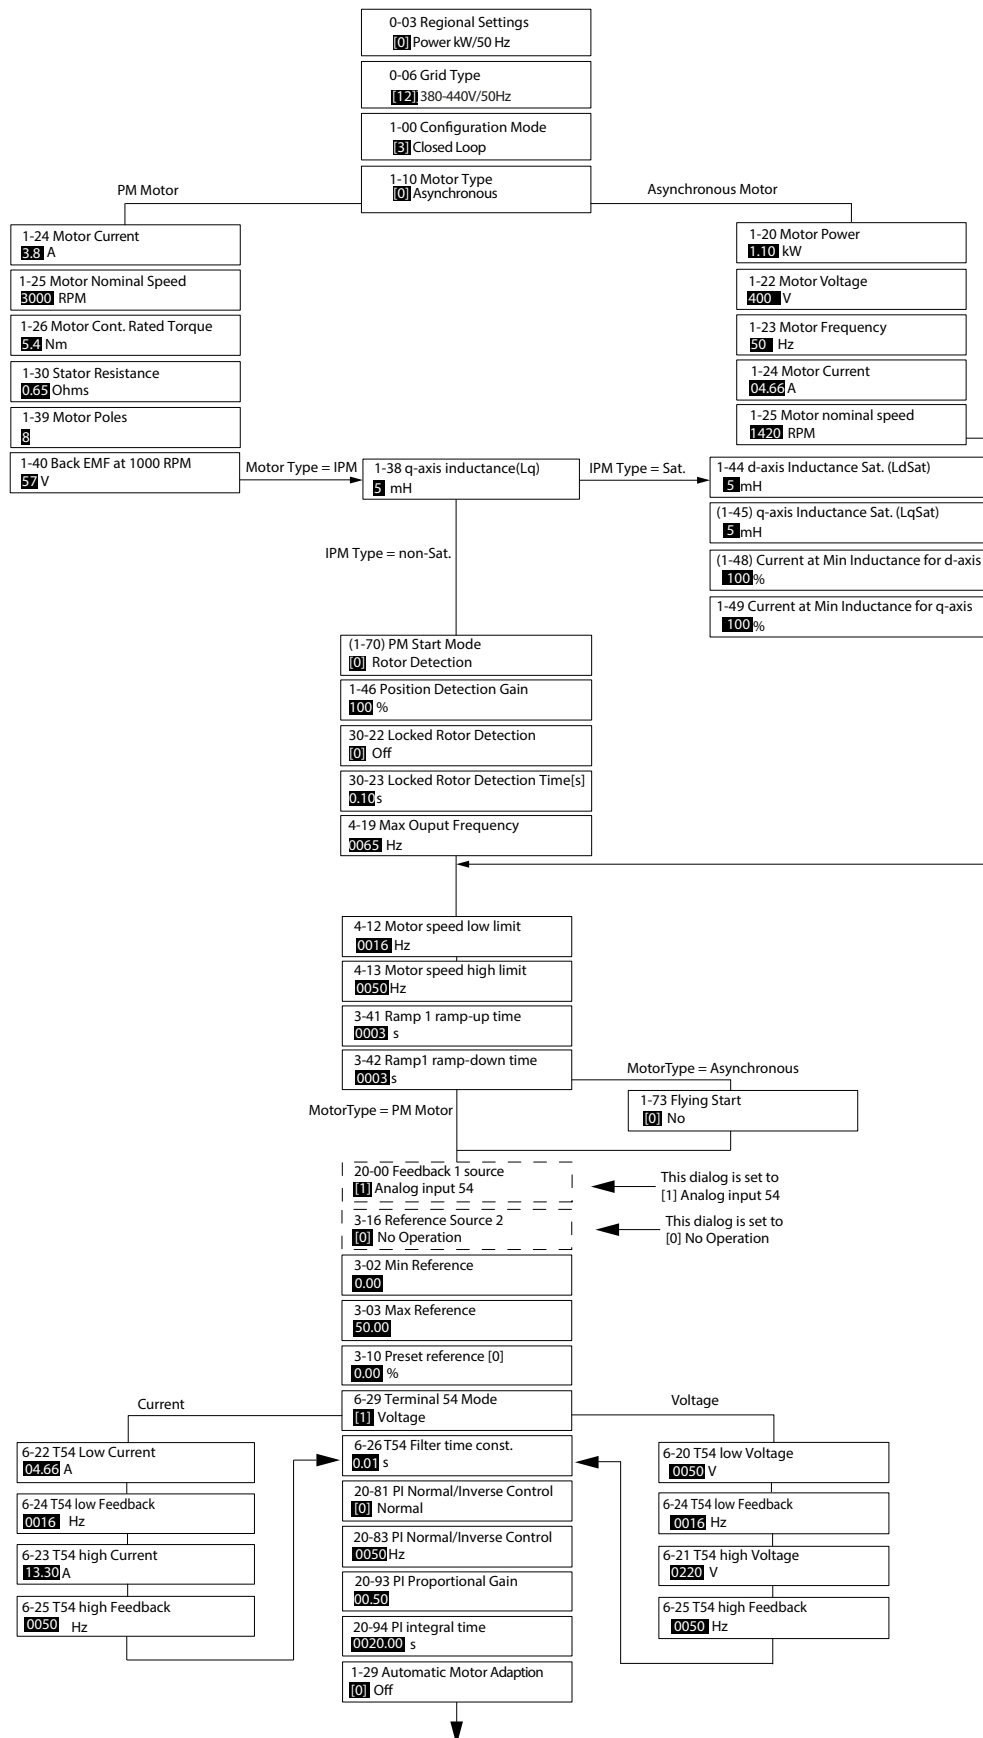 0-03 Regional Settings
[0] Power kW/50 Hz
0-06 Grid Type
[12]] 380-440V/50Hz
1-00 Configuration Mode
[3] Closed Loop
1-10 Motor Type
[0] Asynchronous
PM Motor
Asynchronous Motor
1-24 Motor Current
3.8 A
1-25 Motor Nominal Speed
3000 RPM
1-26 Motor Cont. Rated Torque
5.4 Nm
1-30 Stator Resistance
0.65 Ohms
1-39 Motor Poles
8
1-40 Back EMF at 1000 RPM
57 V
1-20 Motor Power
1.10 kW
1-22 Motor Voltage
400 V
1-23 Motor Frequency
50 Hz
1-24 Motor Current
04.66 A
1-25 Motor nominal speed
1420 RPM
Motor Type = IPM
1-38 q-axis inductance(Lq)
5 mH
IPM Type = Sat.
1-44 d-axis Inductance Sat. (LdSat)
5 mH
(1-45) q-axis Inductance Sat. (LqSat)
5 mH
(1-48) Current at Min Inductance for d-axis
100 %
1-49 Current at Min Inductance for q-axis
100 %
IPM Type = non-Sat.
(1-70) PM Start Mode
[0] Rotor Detection
1-46 Position Detection Gain
100 %
30-22 Locked Rotor Detection
[0] Off
30-23 Locked Rotor Detection Time[s]
0.10 s
4-19 Max Ouput Frequency
0065 Hz
4-12 Motor speed low limit
0016 Hz
4-13 Motor speed high limit
0050 Hz
3-41 Ramp 1 ramp-up time
0003 s
3-42 Ramp1 ramp-down time
0003 s
MotorType = Asynchronous
1-73 Flying Start
[0] No
MotorType = PM Motor
20-00 Feedback 1 source
[1] Analog input 54
This dialog is set to
[1] Analog input 54
3-16 Reference Source 2
[0] No Operation
This dialog is set to
[0] No Operation
3-02 Min Reference
0.00
3-03 Max Reference
50.00
3-10 Preset reference [0]
0.00 %
6-29 Terminal 54 Mode
[1] Voltage
Current
Voltage
6-22 T54 Low Current
04.66 A
6-24 T54 low Feedback
0016 Hz
6-23 T54 high Current
13.30 A
6-25 T54 high Feedback
0050 Hz
6-26 T54 Filter time const.
0.01 s
20-81 PI Normal/Inverse Control
[0] Normal
20-83 PI Normal/Inverse Control
0050 Hz
20-93 PI Proportional Gain
00.50
20-94 PI integral time
0020.00 s
1-29 Automatic Motor Adaption
[0] Off
6-20 T54 low Voltage
0050 V
6-24 T54 low Feedback
0016 Hz
6-21 T54 high Voltage
0220 V
6-25 T54 high Feedback
0050 Hz